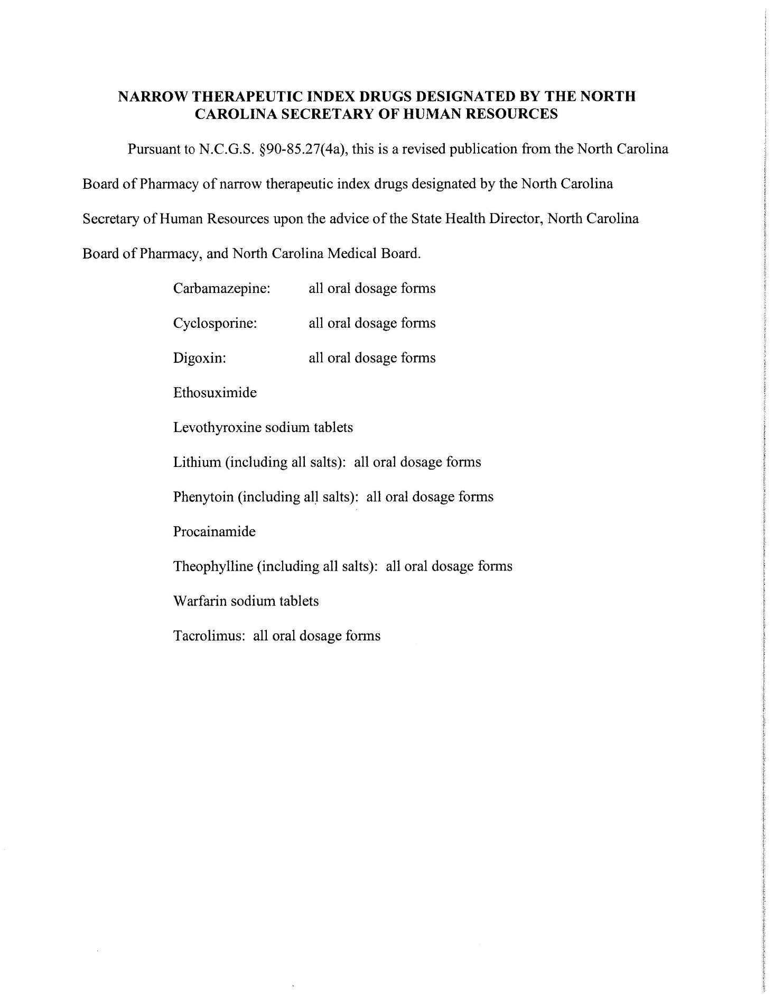 NARROW THERAPEUTIC INDEX DRUGS DESIGNATED BY THE NORTH
CAROLINA SECRETARY OF HUMAN RESOURCES
Pursuant to N.C.G.S. §90-85.27(4a), this is a revised publication from the North Carolina
Board of Pharmacy of narrow therapeutic index drugs designated by the North Carolina
Secretary of Human Resources upon the advice of the State Health Director, North Carolina
Board of Pharmacy, and North Carolina Medical Board.
Carbamazepine: all oral dosage forms
Cyclosporine: all oral dosage forms
Digoxin: all oral dosage forms
Ethosuximide
Levothyroxine sodium tablets
Lithium (including all salts): all oral dosage forms
Phenytoin (including all salts): all oral dosage forms
Procainamide
Theophylline (including all salts): all oral dosage forms
Warfarin sodium tablets
Tacrolimus: all oral dosage forms